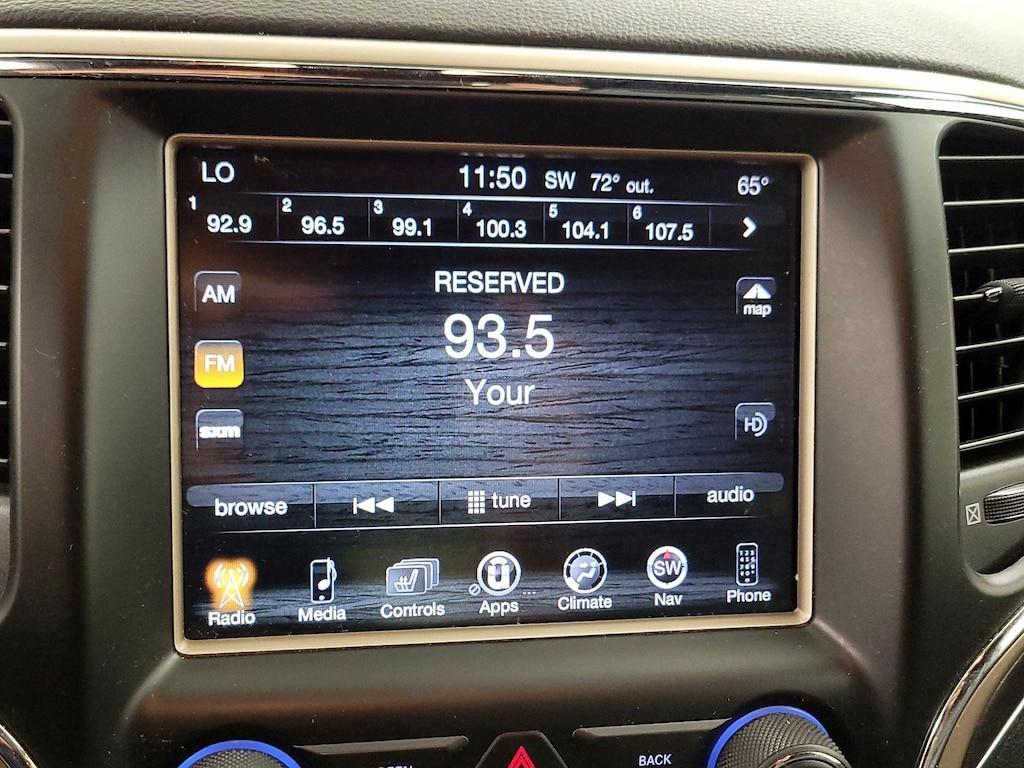 LO 11:50 SW 72° out. 65°
1 92.9 2 96.5 3 99.1 4 100.3 5 104.1 6 107.5
RESERVED
AM
map
93.5
FM
Your
sxm
HD
browse tune audio
SW
Radio Media Controls Apps Climate Nav Phone
BACK